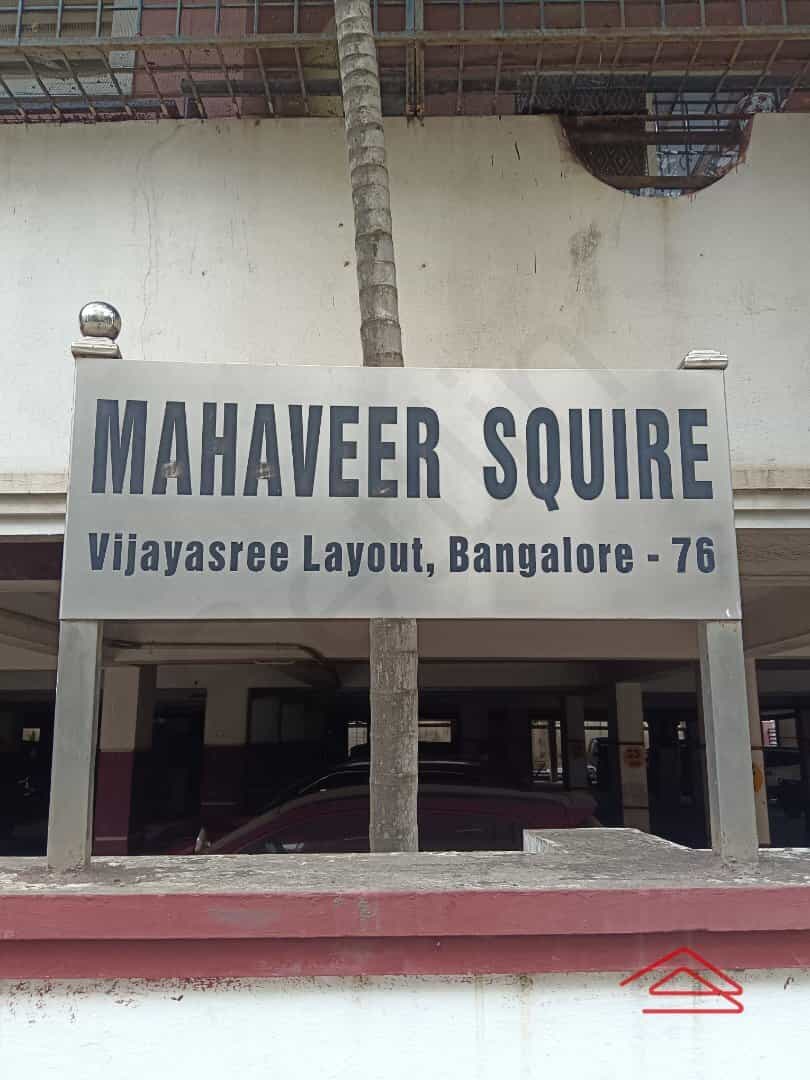 MAHAVEER SQUIRE
Vijayasree Layout, Bangalore - 76